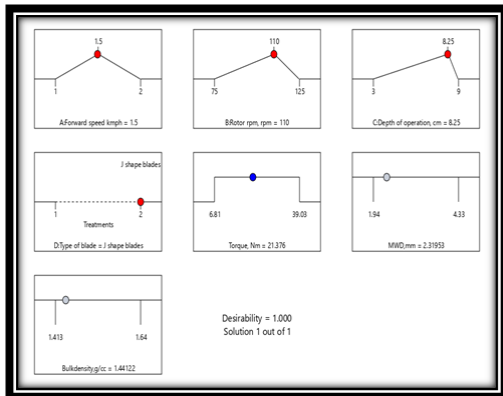 1.5
1 2
A:Forward speed kmph = 1.5
110
75 125
B:Rotor rpm, rpm = 110
8.25
3 9
C:Depth of operation, cm = 8.25
J shape blades
1 2
Treatments
D:Type of blade = J shape blades
6.81 39.03
Torque, Nm = 21.376
1.94 4.33
MWD,mm = 2.31953
1.413 1.64
Bulkdensity,g/cc = 1.44122
Desirability = 1.000
Solution 1 out of 1